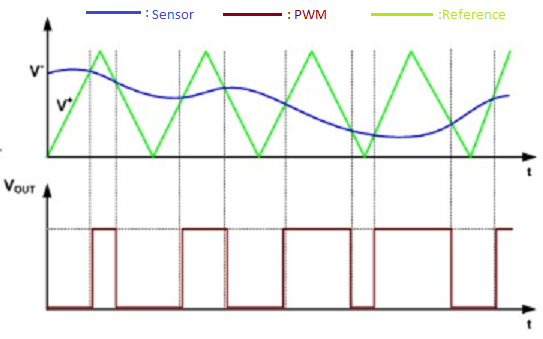 : Sensor : PWM :Reference
V⁻
V⁺
t
VOUT
t